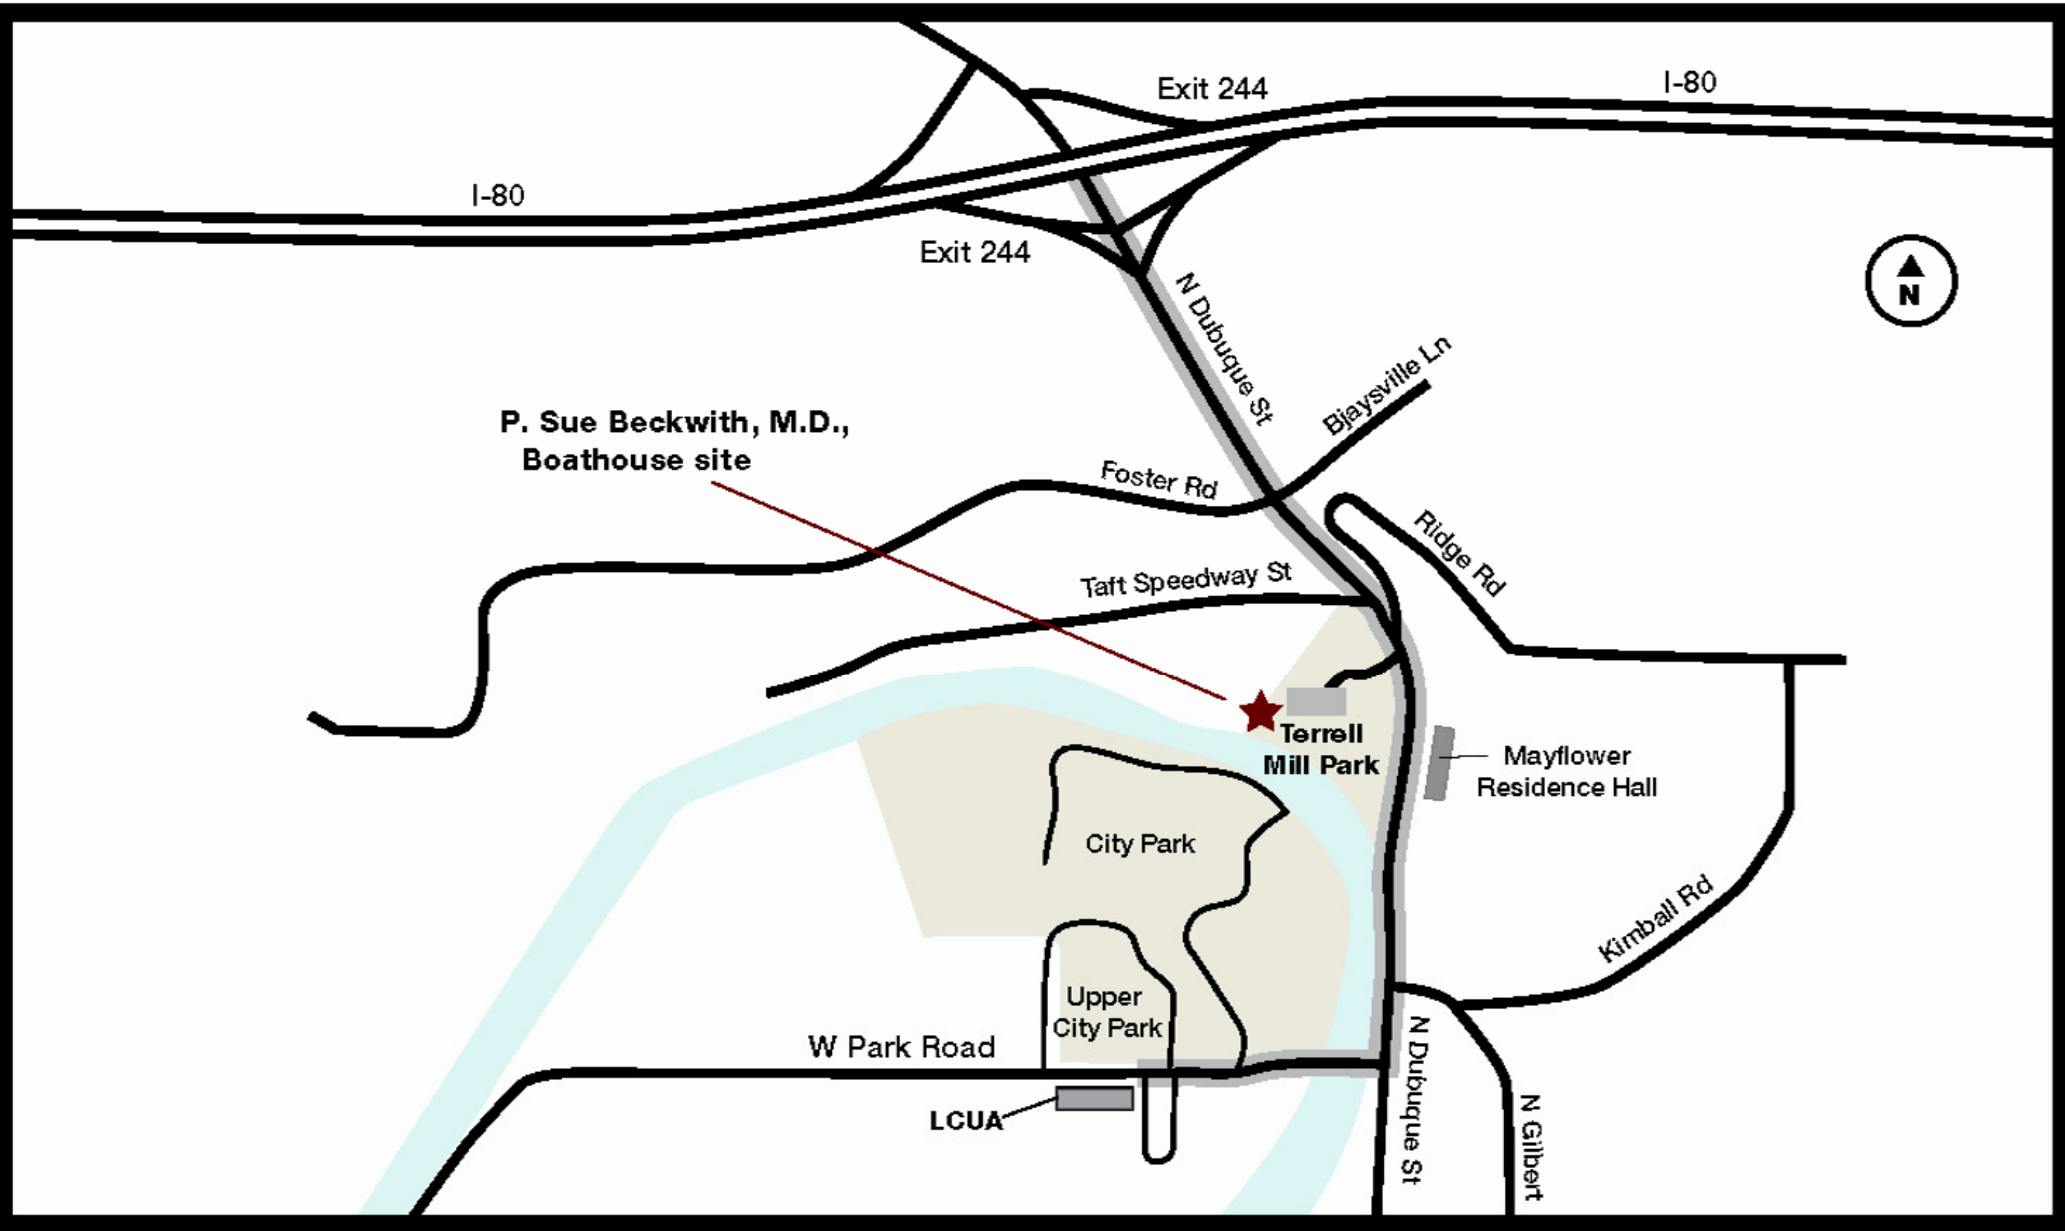 Exit 244
I-80
I-80
Exit 244
N
N Dubuque St
Bjaysville Ln
P. Sue Beckwith, M.D.,
Boathouse site
Foster Rd
Ridge Rd
Taft Speedway St
Terrell
Mill Park
Mayflower
Residence Hall
City Park
Kimball Rd
Upper
City Park
W Park Road
N Dubuque St
LCUA
N Gilbert